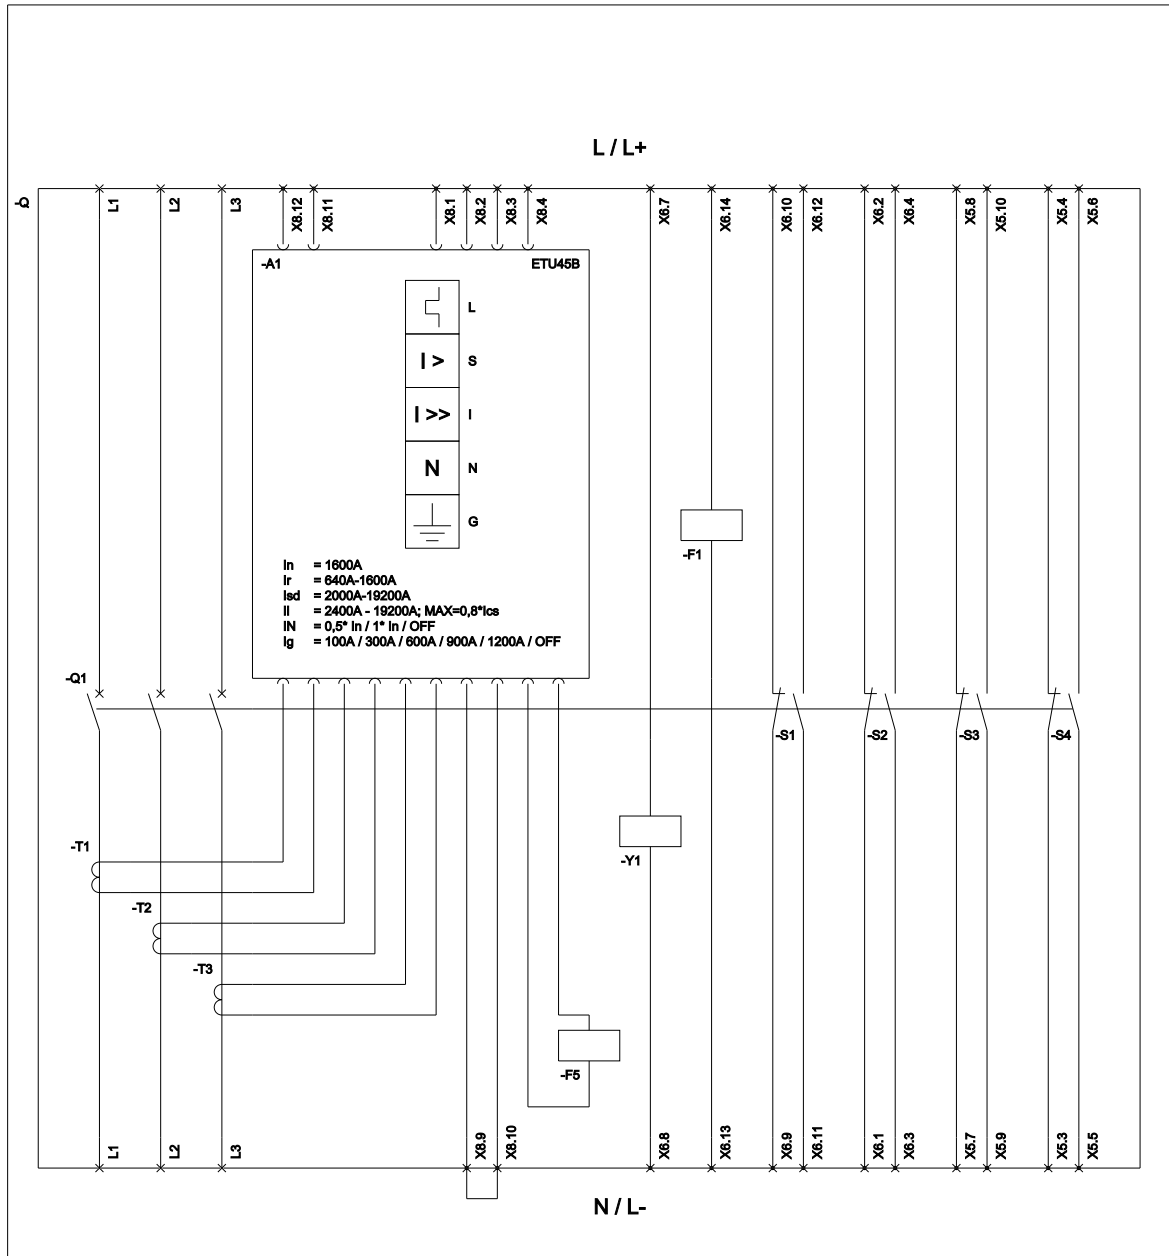 L / L+
-Q
L1
L2
L3
X8.12
X8.11
X8.1
X8.2
X8.3
X8.4
X6.7
X6.14
X6.10
X6.12
X6.2
X6.4
X5.8
X5.10
X5.4
X5.6
-A1
ETU45B
L
I > S
I >> I
N N
G
-F1
In = 1600A
Ir = 640A-1600A
Isd = 2000A-19200A
Ii = 2400A - 19200A; MAX=0,8*Ics
IN = 0,5* In / 1* In / OFF
Ig = 100A / 300A / 600A / 900A / 1200A / OFF
-Q1
-S1
-S2
-S3
-S4
-T1
-Y1
-T2
-T3
-F5
L1
L2
L3
X8.9
X8.10
X6.8
X6.13
X6.9
X6.11
X6.1
X6.3
X5.7
X5.9
X5.3
X5.5
N / L-